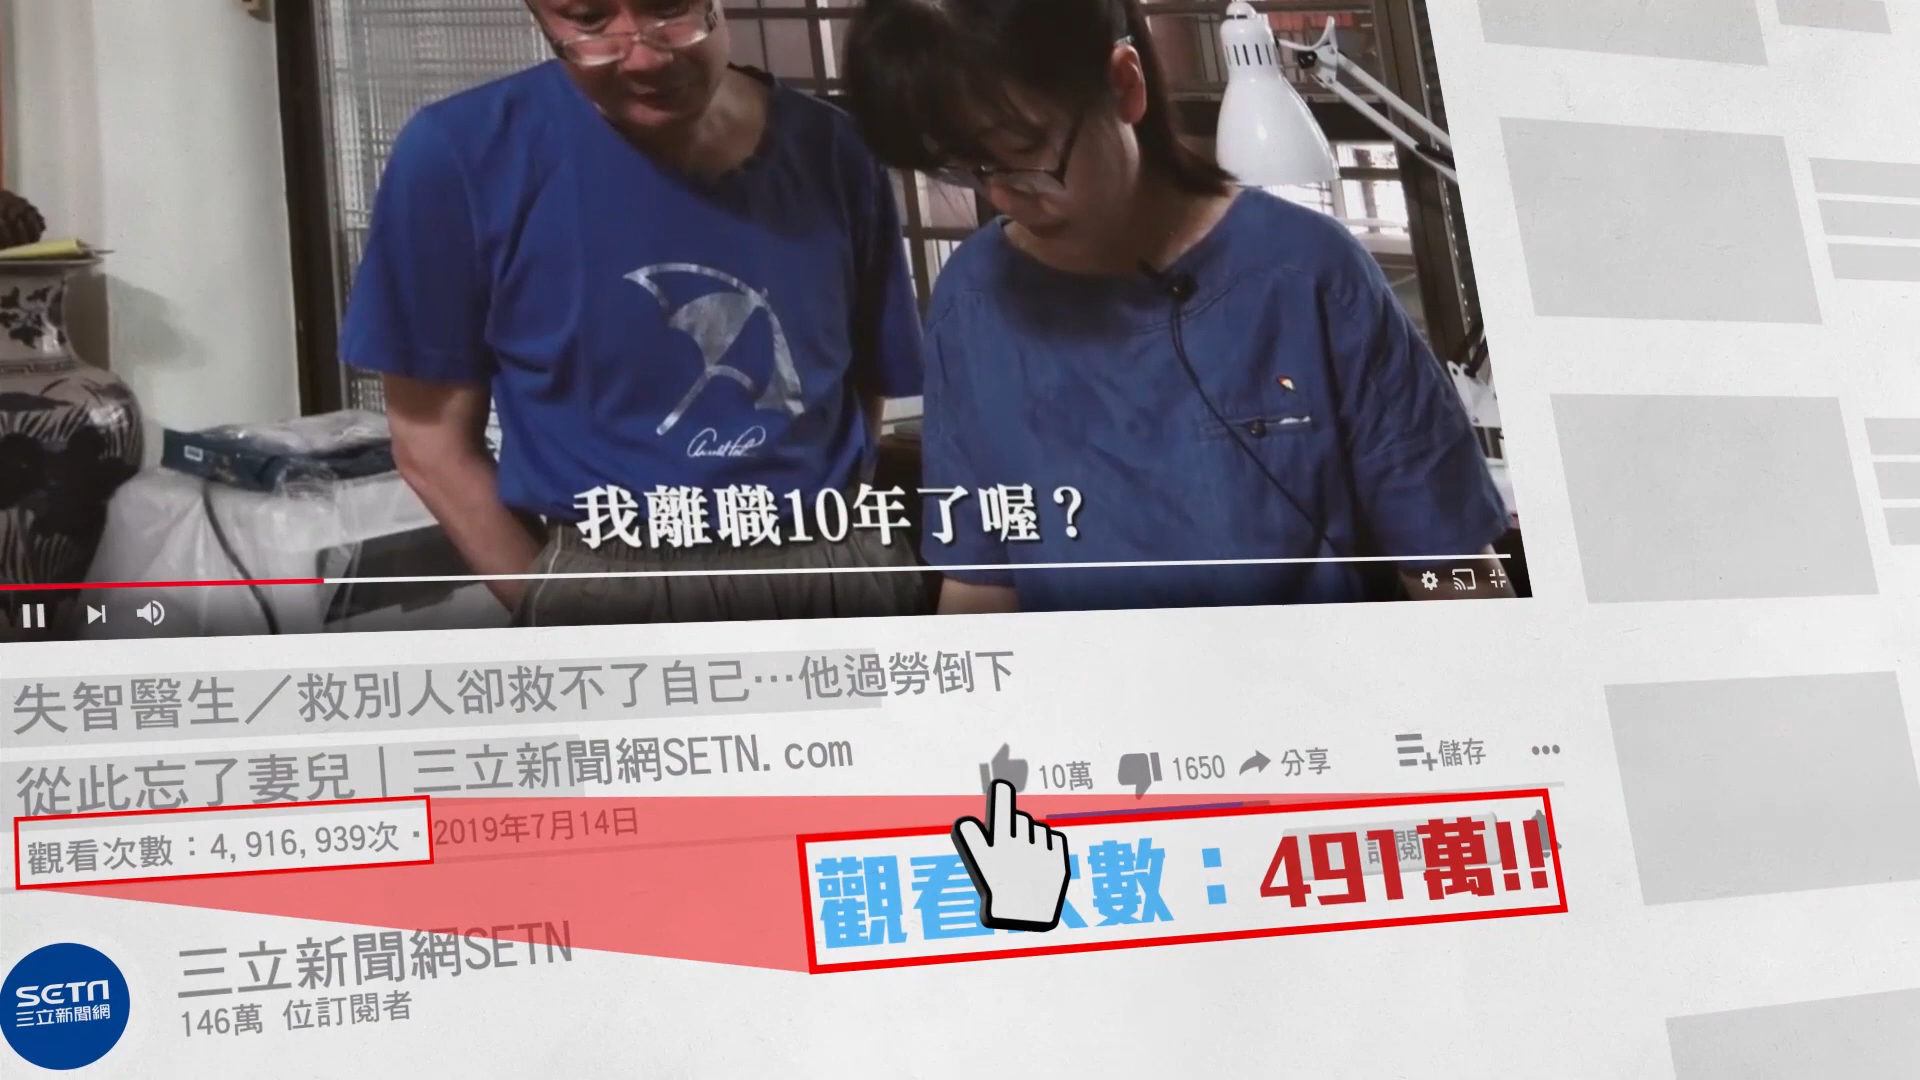 我離職10年了喔？
失智醫生／救別人卻救不了自己…他過勞倒下
從此忘了妻兒｜三立新聞網SETN.com
10萬 1650 分享 儲存
觀看次數：4,916,939次・2019年7月14日
觀看次數：491萬!!
三立新聞網SETN
146萬 位訂閱者
SETN
三立新聞網